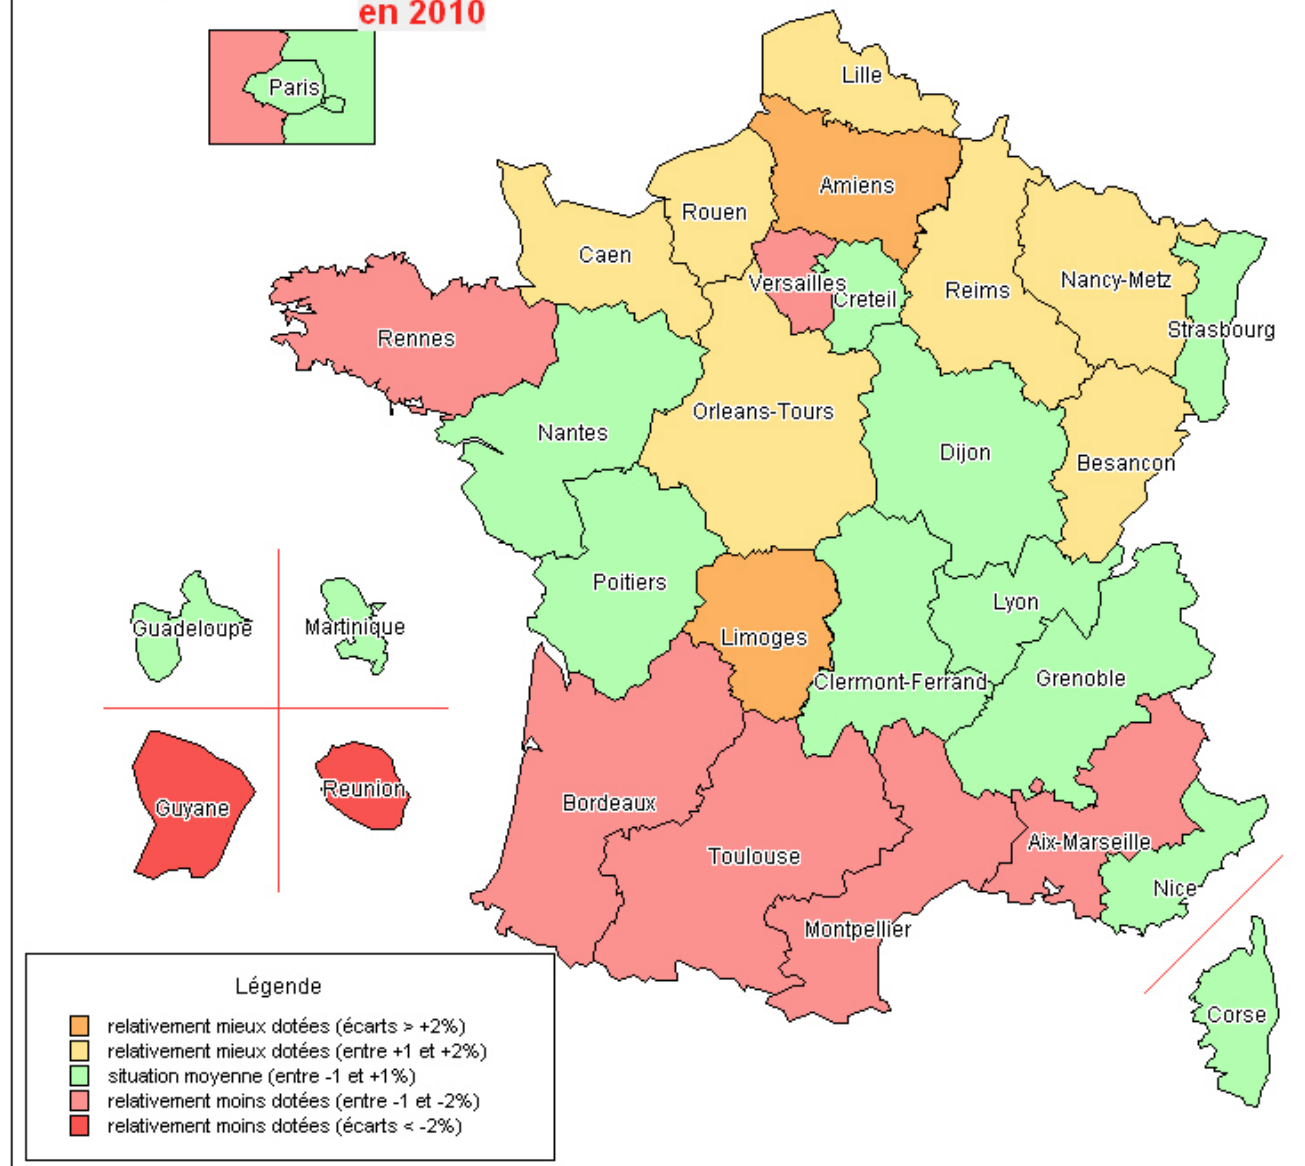 en 2010
Paris
Lille
Amiens
Rouen
Caen
Versailles
Creteil
Reims
Nancy-Metz
Strasbourg
Rennes
Orleans-Tours
Nantes
Dijon
Besancon
Poitiers
Limoges
Lyon
Clermont-Ferrand
Grenoble
Guadeloupe
Martinique
Guyane
Reunion
Bordeaux
Toulouse
Aix-Marseille
Nice
Montpellier
Corse
Légende
relativement mieux dotées (écarts > +2%)
relativement mieux dotées (entre +1 et +2%)
situation moyenne (entre -1 et +1%)
relativement moins dotées (entre -1 et -2%)
relativement moins dotées (écarts < -2%)